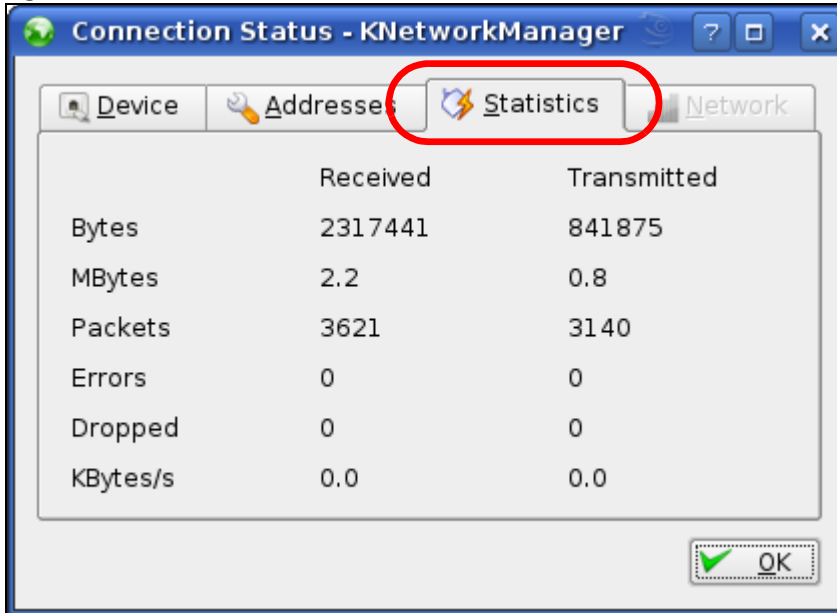 Connection Status - KNetworkManager
Device Addresses Statistics Network
Received Transmitted
Bytes 2317441 841875
MBytes 2.2 0.8
Packets 3621 3140
Errors 0 0
Dropped 0 0
KBytes/s 0.0 0.0
OK